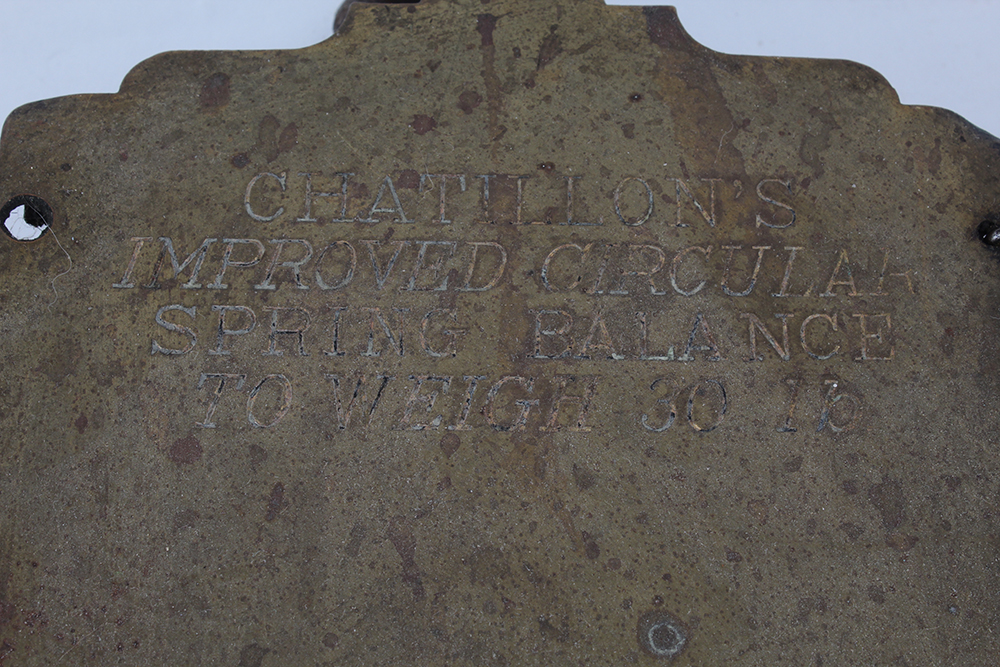 CHATILLON'S
IMPROVED CIRCULAR
SPRING BALANCE
TO WEIGH 30 lb